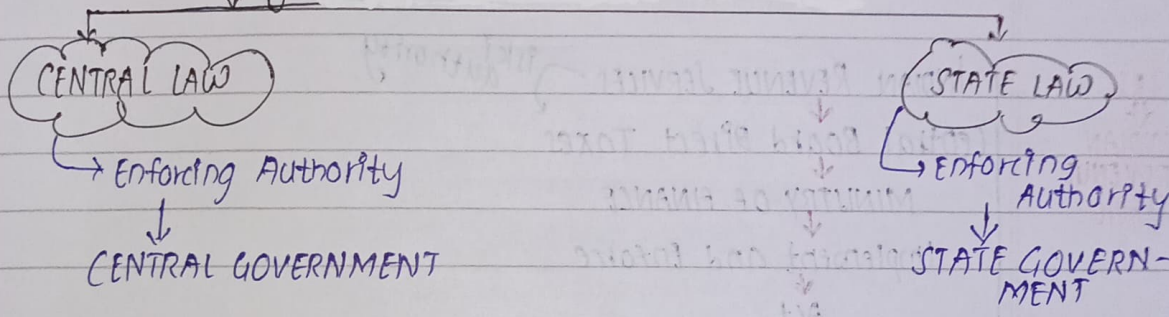 CENTRAL LAW
STATE LAW
Enforcing Authority
Enforcing
Authority
CENTRAL GOVERNMENT
STATE GOVERN-
MENT